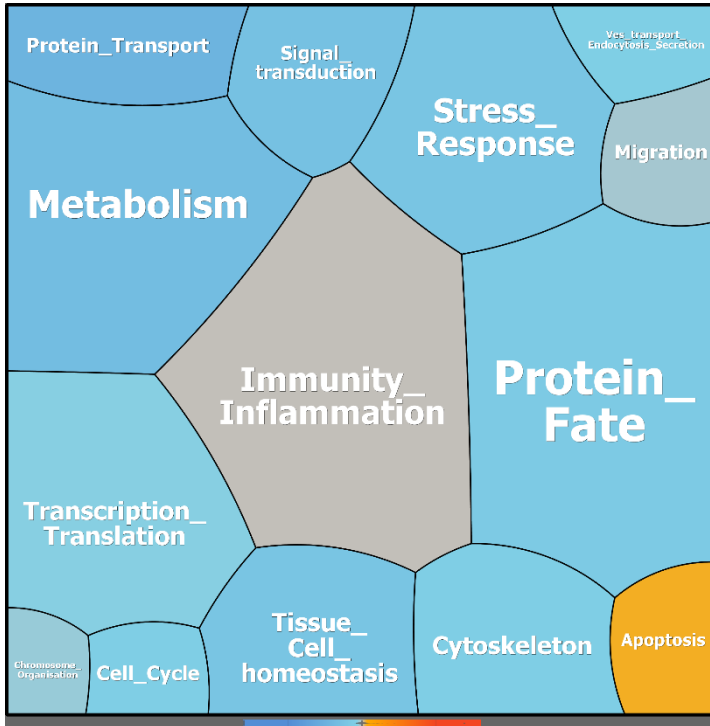 Protein_Transport
Signal_
transduction
Ves_transport_
Endocytosis_Secretion
Stress_
Response
Migration
Metabolism
Immunity_
Inflammation
Protein_
Fate
Transcription_
Translation
Tissue_
Cell_
homeostasis
Cytoskeleton
Apoptosis
Chromosome_
Organisation
Cell_Cycle